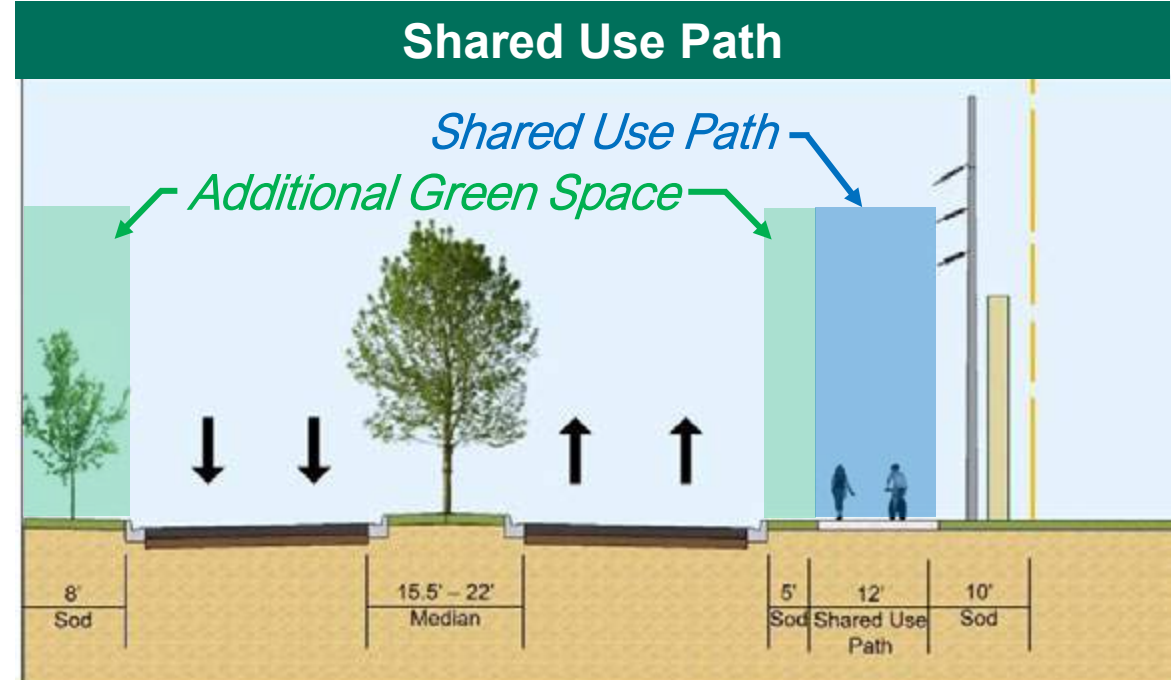 Shared Use Path
Shared Use Path
Additional Green Space
8'
Sod
15.5' – 22'
Median
5'
Sod
12'
Shared Use
Path
10'
Sod